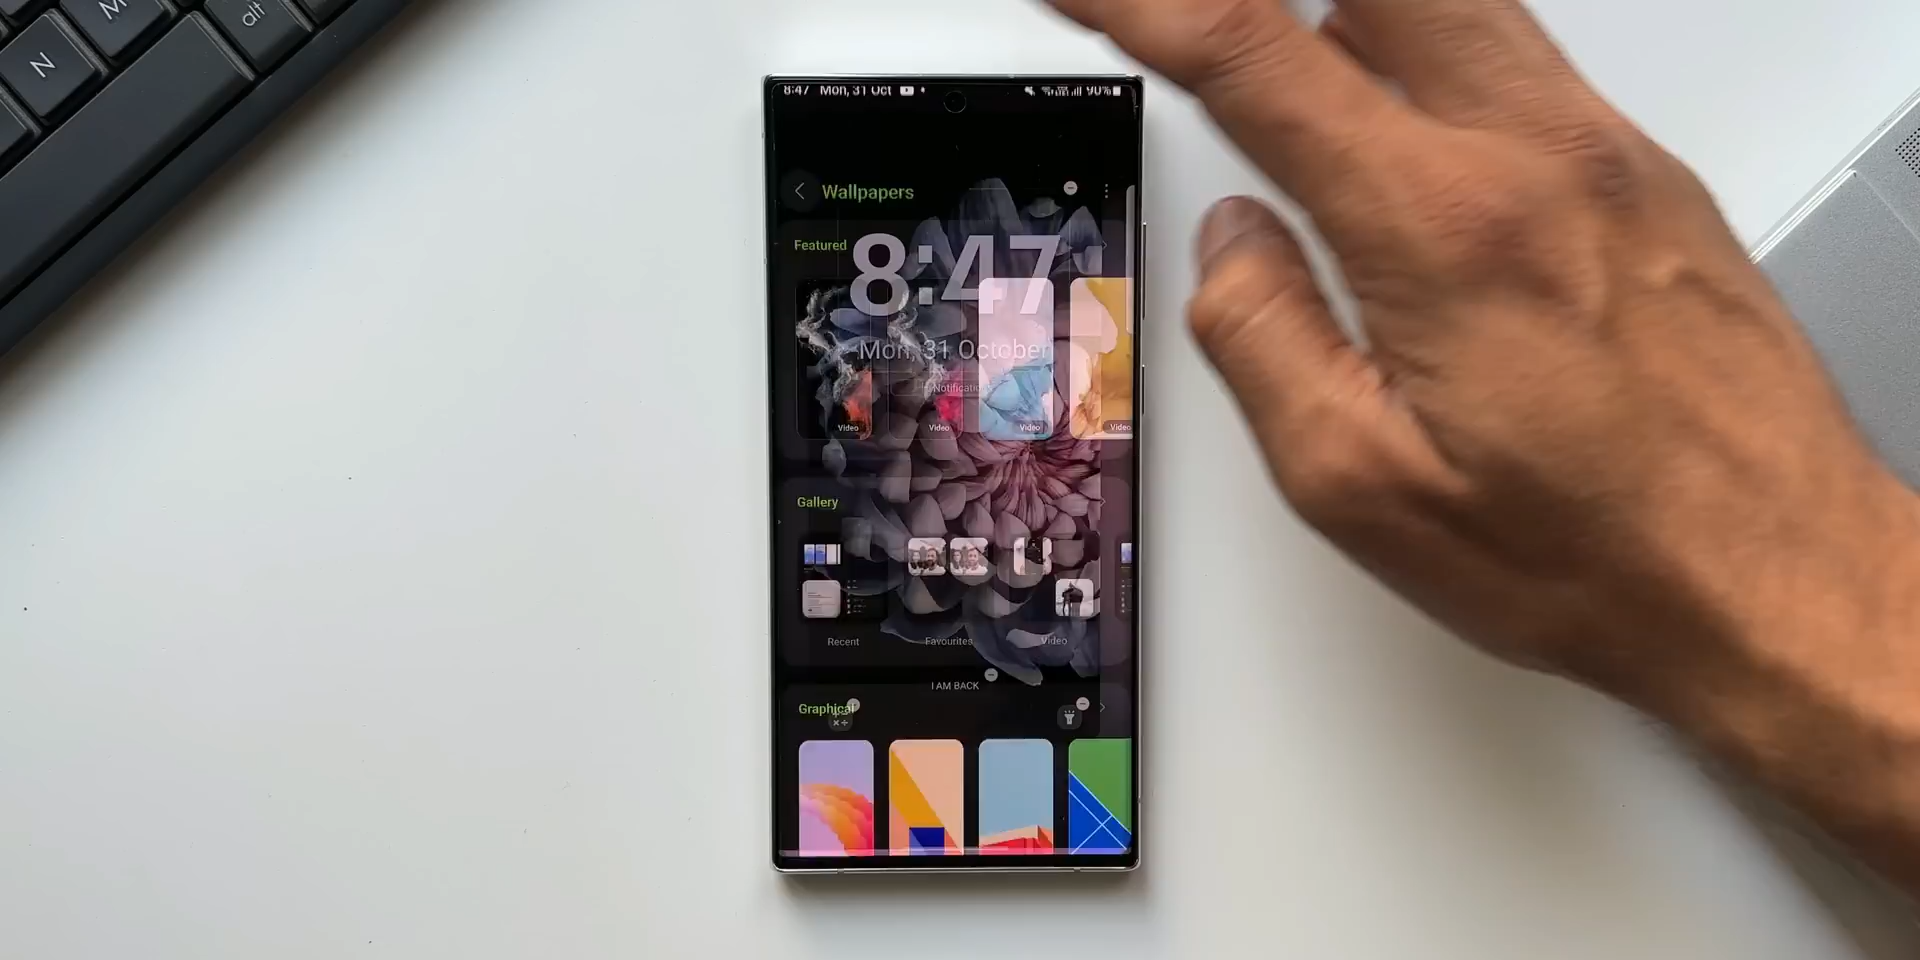 N
M
alt
8:47 Mon, 31 Oct
90%
Wallpapers
Featured
8:47
Mon, 31 October
Video
Video
Video
Video
Gallery
Recent
Favourites
Video
I AM BACK
Graphical